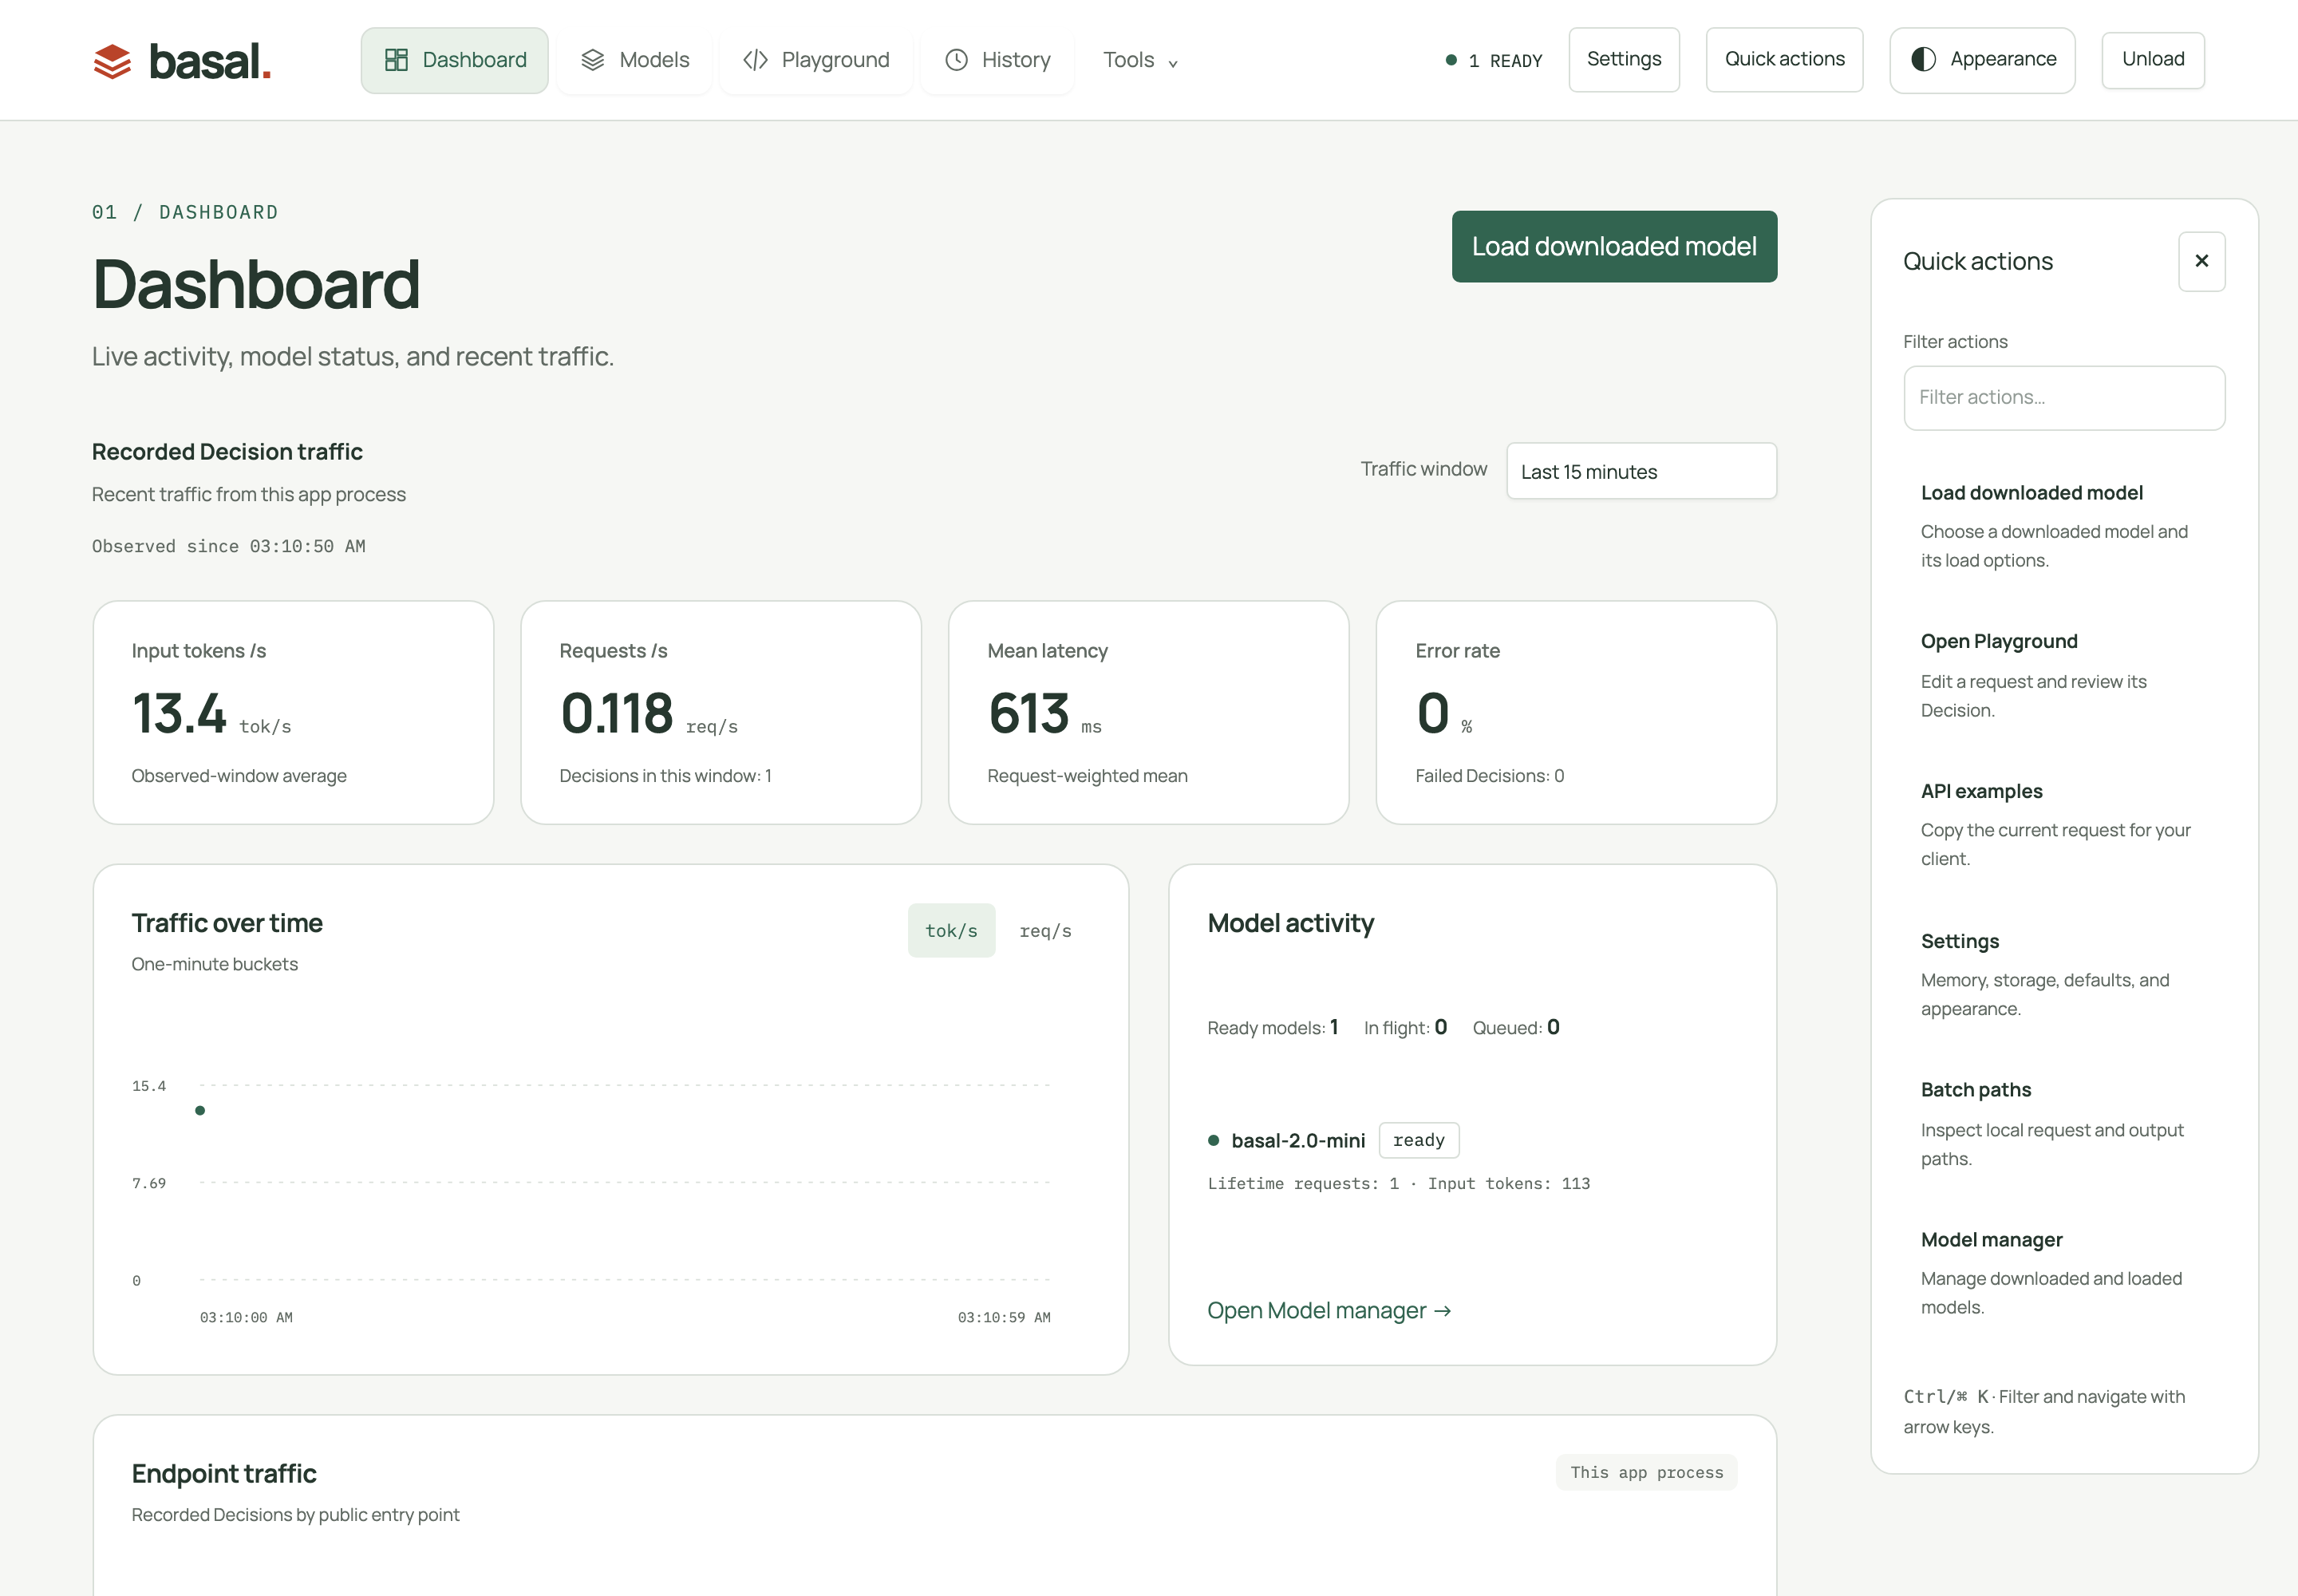 basal.
Dashboard
Models
Playground
History
Tools
1 READY
Settings
Quick actions
Appearance
Unload
01 / DASHBOARD
Dashboard
Live activity, model status, and recent traffic.
Load downloaded model
Recorded Decision traffic
Recent traffic from this app process
Observed since 03:10:50 AM
Traffic window
Last 15 minutes
Input tokens /s
13.4 tok/s
Observed-window average
Requests /s
0.118 req/s
Decisions in this window: 1
Mean latency
613 ms
Request-weighted mean
Error rate
0 %
Failed Decisions: 0
Traffic over time
One-minute buckets
tok/s
req/s
15.4
7.69
0
03:10:00 AM
03:10:59 AM
Model activity
Ready models: 1
In flight: 0
Queued: 0
basal-2.0-mini
ready
Lifetime requests: 1 · Input tokens: 113
Open Model manager →
Endpoint traffic
Recorded Decisions by public entry point
This app process
Quick actions
×
Filter actions
Filter actions…
Load downloaded model
Choose a downloaded model and
its load options.
Open Playground
Edit a request and review its
Decision.
API examples
Copy the current request for your
client.
Settings
Memory, storage, defaults, and
appearance.
Batch paths
Inspect local request and output
paths.
Model manager
Manage downloaded and loaded
models.
Ctrl/⌘ K · Filter and navigate with
arrow keys.